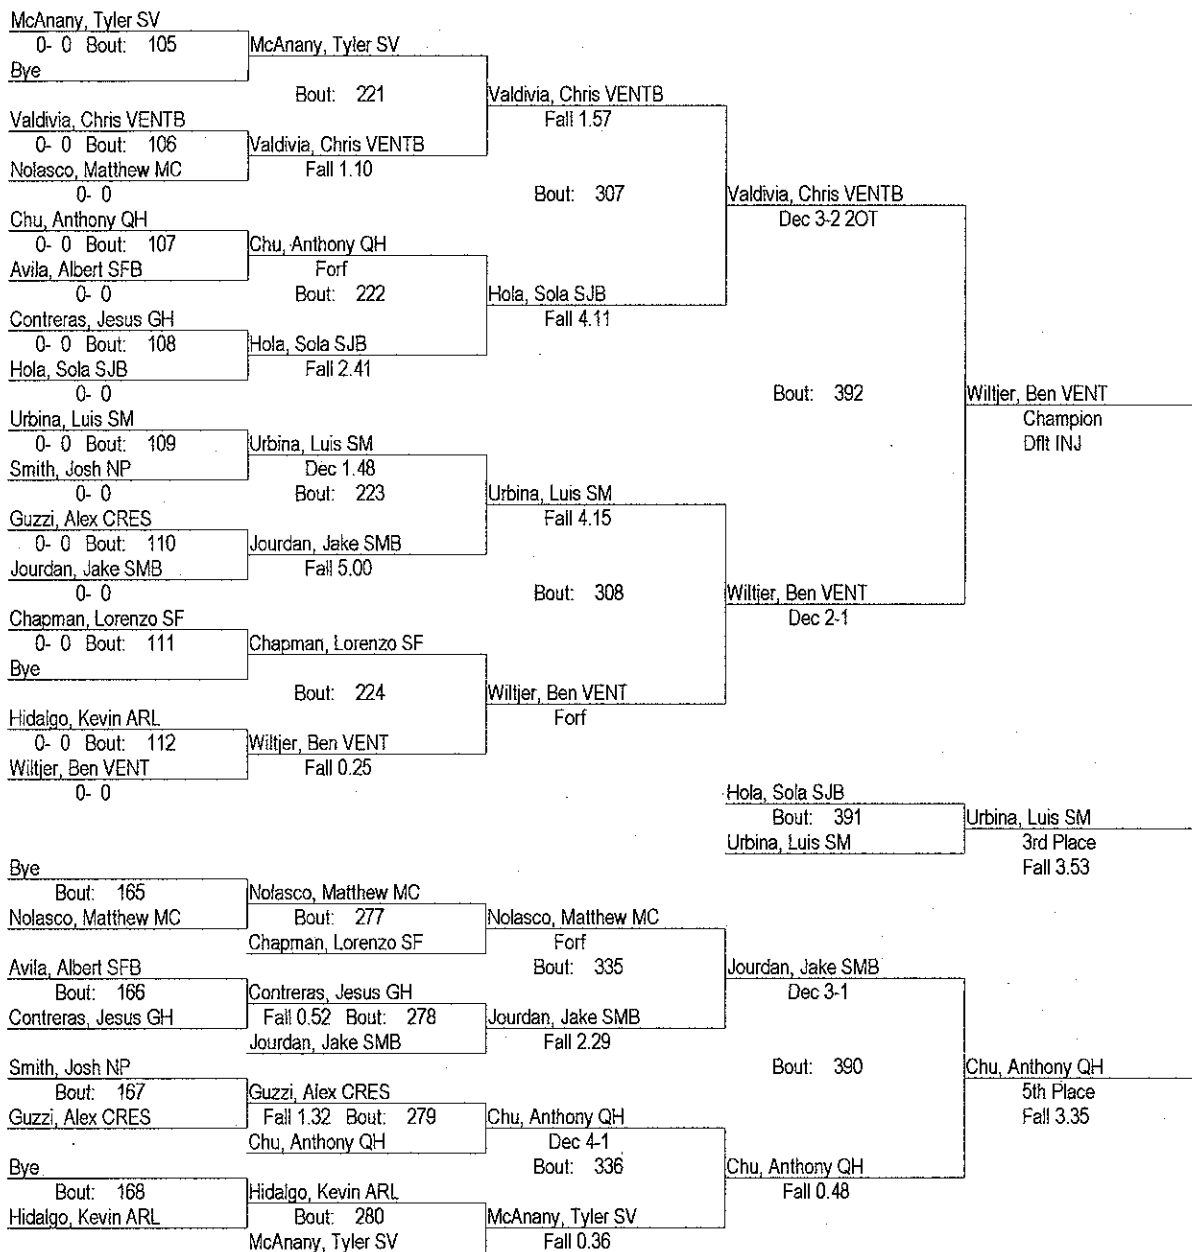 McAnany, Tyler SV
0- 0 Bout: 105
McAnany, Tyler SV
Bye
Bout: 221
Valdivia, Chris VENTB
Fall 1.57
Valdivia, Chris VENTB
0- 0 Bout: 106
Valdivia, Chris VENTB
Nolasco, Matthew MC
Fall 1.10
0- 0
Bout: 307
Valdivia, Chris VENTB
Dec 3-2 2OT
Chu, Anthony QH
0- 0 Bout: 107
Chu, Anthony QH
Avila, Albert SFB
Forf
0- 0
Bout: 222
Hola, Sola SJB
Fall 4.11
Contreras, Jesus GH
0- 0 Bout: 108
Hola, Sola SJB
Hola, Sola SJB
Fall 2.41
0- 0
Bout: 392
Wiltjer, Ben VENT
Champion
Dflt INJ
Urbina, Luis SM
0- 0 Bout: 109
Urbina, Luis SM
Smith, Josh NP
Dec 1.48
0- 0
Bout: 223
Urbina, Luis SM
Fall 4.15
Guzzi, Alex CRES
0- 0 Bout: 110
Jourdan, Jake SMB
Jourdan, Jake SMB
Fall 5.00
0- 0
Bout: 308
Wiltjer, Ben VENT
Dec 2-1
Chapman, Lorenzo SF
0- 0 Bout: 111
Chapman, Lorenzo SF
Bye
Bout: 224
Wiltjer, Ben VENT
Forf
Hidalgo, Kevin ARL
0- 0 Bout: 112
Wiltjer, Ben VENT
Wiltjer, Ben VENT
Fall 0.25
0- 0
Hola, Sola SJB
Bout: 391
Urbina, Luis SM
Urbina, Luis SM
3rd Place
Fall 3.53
Bye
Bout: 165
Nolasco, Matthew MC
Nolasco, Matthew MC
Bout: 277
Nolasco, Matthew MC
Chapman, Lorenzo SF
Forf
Bout: 335
Jourdan, Jake SMB
Dec 3-1
Avila, Albert SFB
Bout: 166
Contreras, Jesus GH
Contreras, Jesus GH
Fall 0.52 Bout: 278
Jourdan, Jake SMB
Jourdan, Jake SMB
Fall 2.29
Bout: 390
Chu, Anthony QH
5th Place
Fall 3.35
Smith, Josh NP
Bout: 167
Guzzi, Alex CRES
Guzzi, Alex CRES
Fall 1.32 Bout: 279
Chu, Anthony QH
Chu, Anthony QH
Dec 4-1
Bout: 336
Chu, Anthony QH
Fall 0.48
Bye
Bout: 168
Hidalgo, Kevin ARL
Hidalgo, Kevin ARL
Bout: 280
McAnany, Tyler SV
McAnany, Tyler SV
Fall 0.36